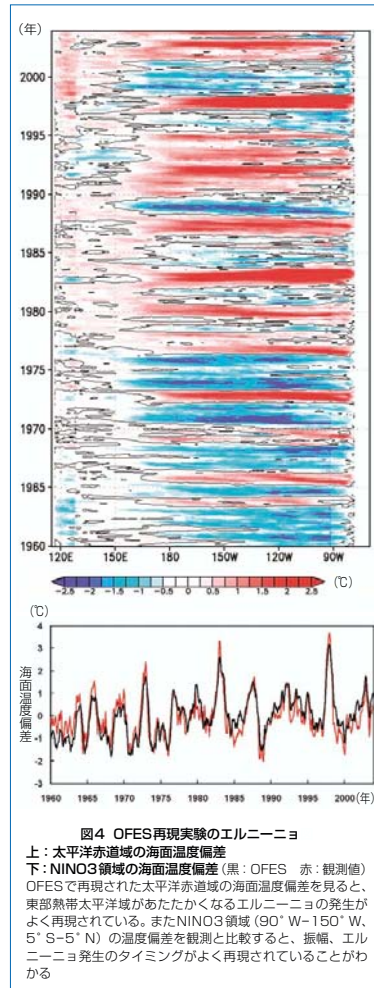 (年)
2000
1995
1990
1985
1980
1975
1970
1965
1960
120E 150E 180 150W 120W 90W
-2.5 -2 -1.5 -1 -0.5 0 0.5 1 1.5 2 2.5 (℃)
(℃)
4
3
2
1
0
-1
-2
-3
海面温度偏差
1960 1965 1970 1975 1980 1985 1990 1995 2000 (年)
図4 OFES再現実験のエルニーニョ
上:太平洋赤道域の海面温度偏差
下:NINO3領域の海面温度偏差(黒:OFES 赤:観測値)
OFESで再現された太平洋赤道域の海面温度偏差を見ると、
東部熱帯太平洋域があたたかくなるエルニーニョの発生が
よく再現されている。またNINO3領域(90°W-150°W、
5°S-5°N)の温度偏差を観測と比較すると、振幅、エル
ニーニョ発生のタイミングがよく再現されていることがわ
かる